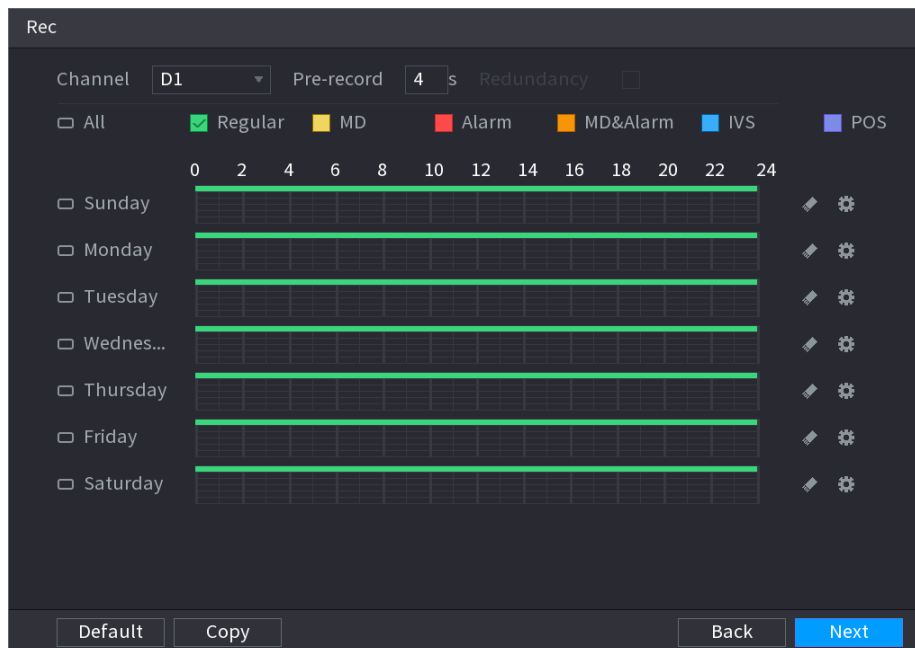 Rec
Channel D1 Pre-record 4 s Redundancy
All Regular MD Alarm MD&Alarm IVS POS
0 2 4 6 8 10 12 14 16 18 20 22 24
Sunday
Monday
Tuesday
Wednes...
Thursday
Friday
Saturday
Default Copy Back Next